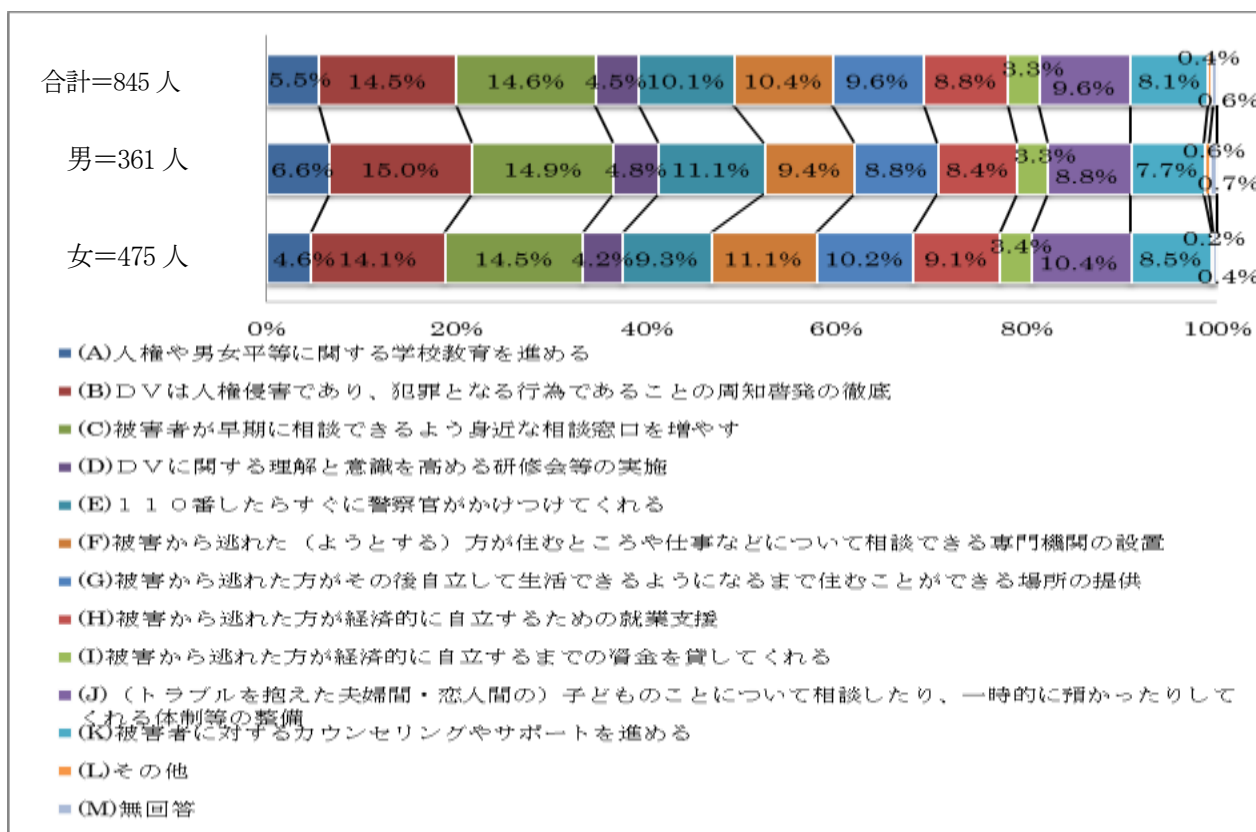 合計=845 人
5.5% 14.5% 14.6% 4.5% 10.1% 10.4% 9.6% 8.8% 3.3% 9.6% 8.1% 0.4% 0.6%
男=361 人
6.6% 15.0% 14.9% 4.8% 11.1% 9.4% 8.8% 8.4% 3.3% 8.8% 7.7% 0.6% 0.7%
女=475 人
4.6% 14.1% 14.5% 4.2% 9.3% 11.1% 10.2% 9.1% 3.4% 10.4% 8.5% 0.2% 0.4%
0% 20% 40% 60% 80% 100%
(A)人権や男女平等に関する学校教育を進める
(B)ＤＶは人権侵害であり、犯罪となる行為であることの周知啓発の徹底
(C)被害者が早期に相談できるよう身近な相談窓口を増やす
(D)ＤＶに関する理解と意識を高める研修会等の実施
(E)１１０番したらすぐに警察官がかけつけてくれる
(F)被害から逃れた（ようとする）方が住むところや仕事などについて相談できる専門機関の設置
(G)被害から逃れた方がその後自立して生活できるようになるまで住むことができる場所の提供
(H)被害から逃れた方が経済的に自立するための就業支援
(I)被害から逃れた方が経済的に自立するまでの資金を貸してくれる
(J)（トラブルを抱えた夫婦間・恋人間の）子どものことについて相談したり、一時的に預かったりして
くれる体制等の整備
(K)被害者に対するカウンセリングやサポートを進める
(L)その他
(M)無回答